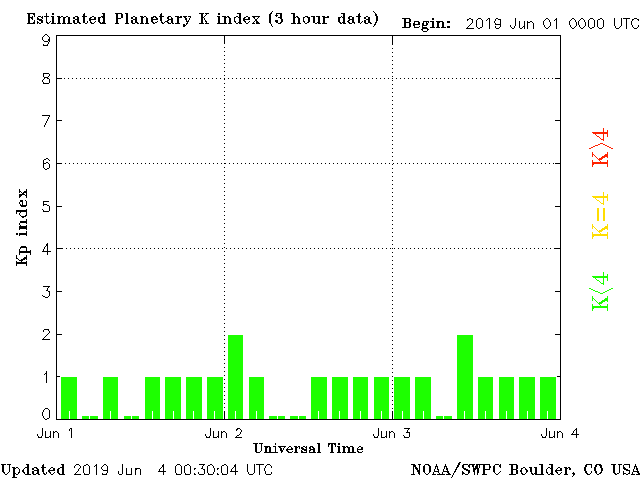 Estimated Planetary K index (3 hour data)
Begin: 2019 Jun 01 0000 UTC
9
8
7
6
5
4
3
2
1
0
Kp index
K>4
K=4
K<4
Jun 1
Jun 2
Jun 3
Jun 4
Universal Time
Updated 2019 Jun 4 00:30:04 UTC
NOAA/SWPC Boulder, CO USA